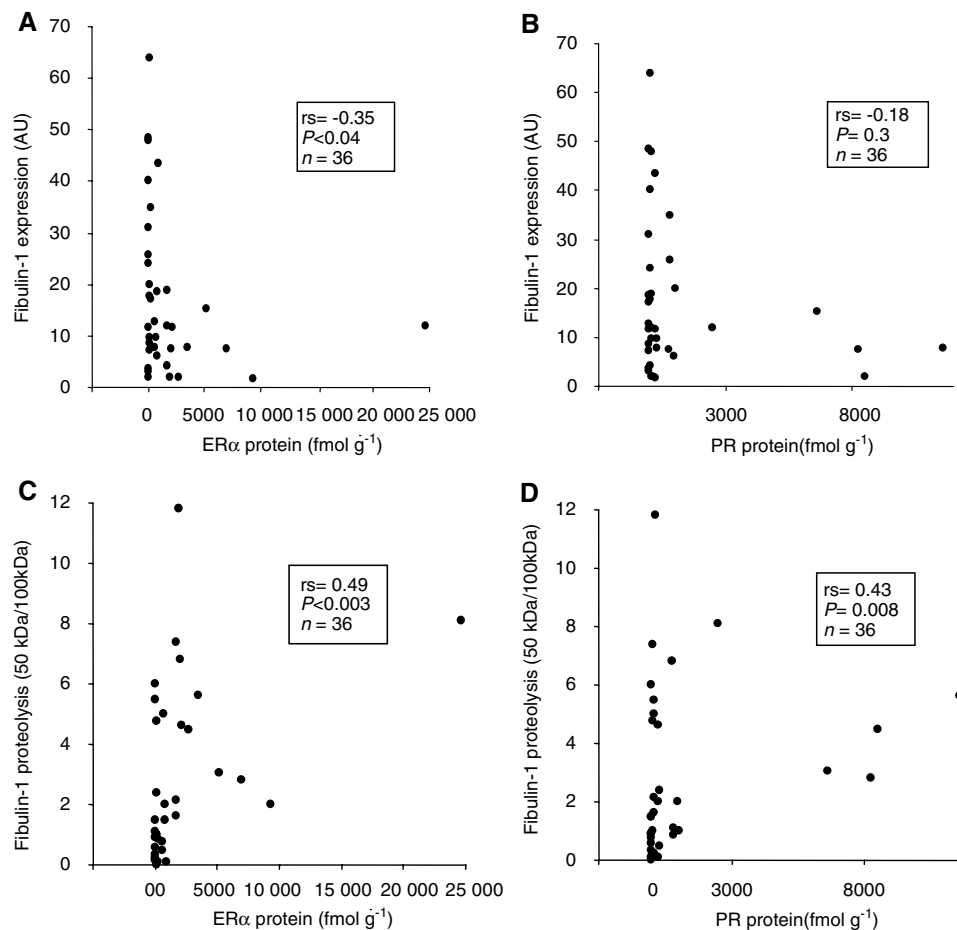 A
70
60
50
40
30
20
10
0
Fibulin-1 expression (AU)
rs= -0.35
P<0.04
n = 36
0 5000 10 000 15 000 20 000 25 000
ERα protein (fmol g-1)
B
70
60
50
40
30
20
10
0
Fibulin-1 expression (AU)
rs= -0.18
P= 0.3
n = 36
3000 8000
PR protein(fmol g-1)
C
12
10
8
6
4
2
0
Fibulin-1 proteolysis (50 kDa/100kDa)
rs= 0.49
P<0.003
n = 36
00 5000 10 000 15 000 20 000 25 000
ERα protein (fmol g-1)
D
12
10
8
6
4
2
0
Fibulin-1 proteolysis (50 kDa/100kDa)
rs= 0.43
P= 0.008
n = 36
0 3000 8000
PR protein(fmol g-1)